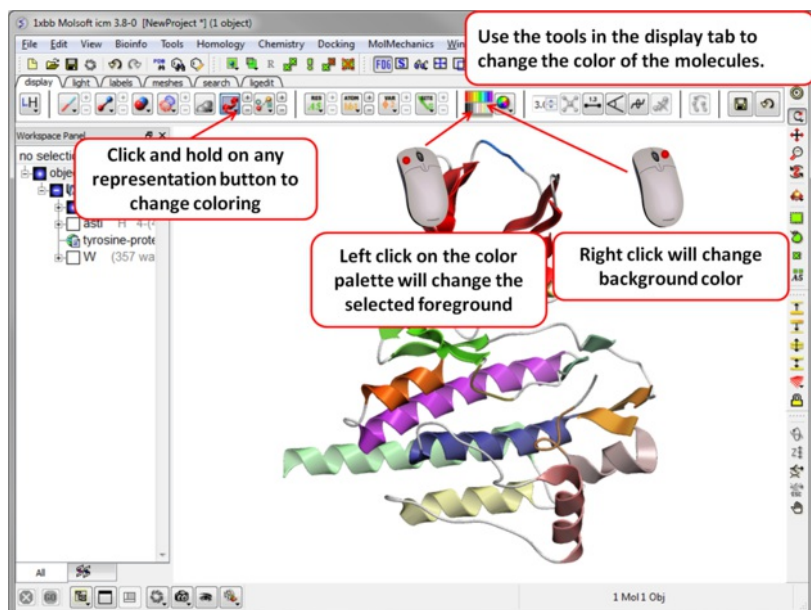 1xbb Molsoft icm 3.8-0 [NewProject *] (1 object)
File Edit View Bioinfo Tools Homology Chemistry Docking MolMechanics
Use the tools in the display tab to
change the color of the molecules.
display light labels meshes search ligedit
Workspace Panel
no selectio
Click and hold on any
representation button to
change coloring
asti H
tyrosine-prote
W (357 wa
Left click on the color
palette will change the
selected foreground
Right click will change
background color
All
1 Mol 1 Obj